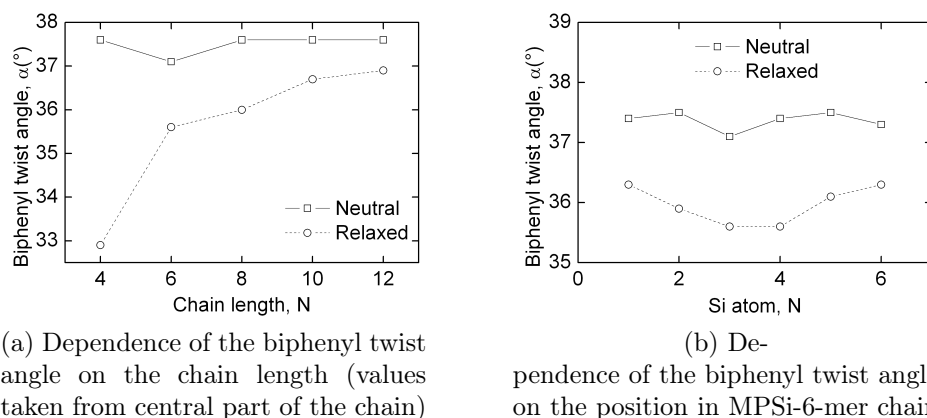 38
37
36
35
34
33
Biphenyl twist angle, α(°)
Neutral
Relaxed
4 6 8 10 12
Chain length, N
(a) Dependence of the biphenyl twist
angle on the chain length (values
taken from central part of the chain)
39
38
37
36
35
Biphenyl twist angle, α(°)
Neutral
Relaxed
0 2 4 6
Si atom, N
(b) De-
pendence of the biphenyl twist angl
on the position in MPSi-6-mer chain